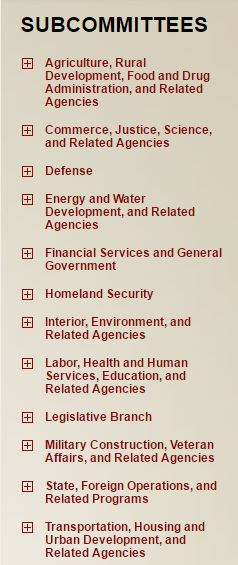 SUBCOMMITTEES
Agriculture, Rural
Development, Food and Drug
Administration, and Related
Agencies
Commerce, Justice, Science,
and Related Agencies
Defense
Energy and Water
Development, and Related
Agencies
Financial Services and General
Government
Homeland Security
Interior, Environment, and
Related Agencies
Labor, Health and Human
Services, Education, and
Related Agencies
Legislative Branch
Military Construction, Veteran
Affairs, and Related Agencies
State, Foreign Operations, and
Related Programs
Transportation, Housing and
Urban Development, and
Related Agencies